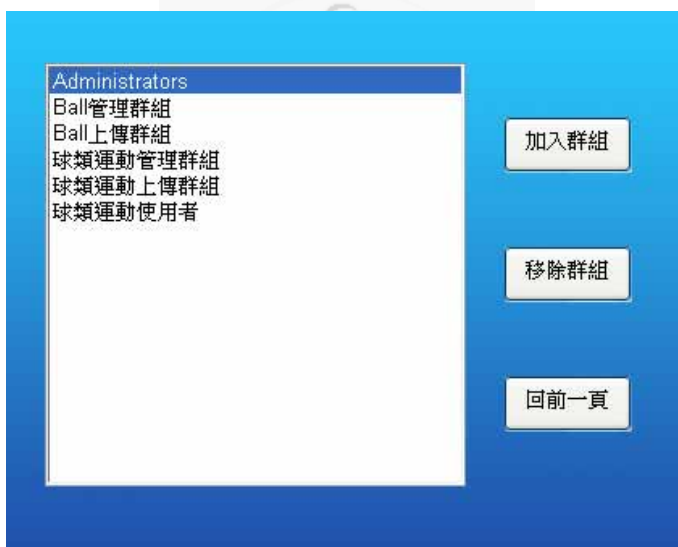 Administrators
Ball管理群組
Ball上傳群組
球類運動管理群組
球類運動上傳群組
球類運動使用者
加入群組
移除群組
回前一頁